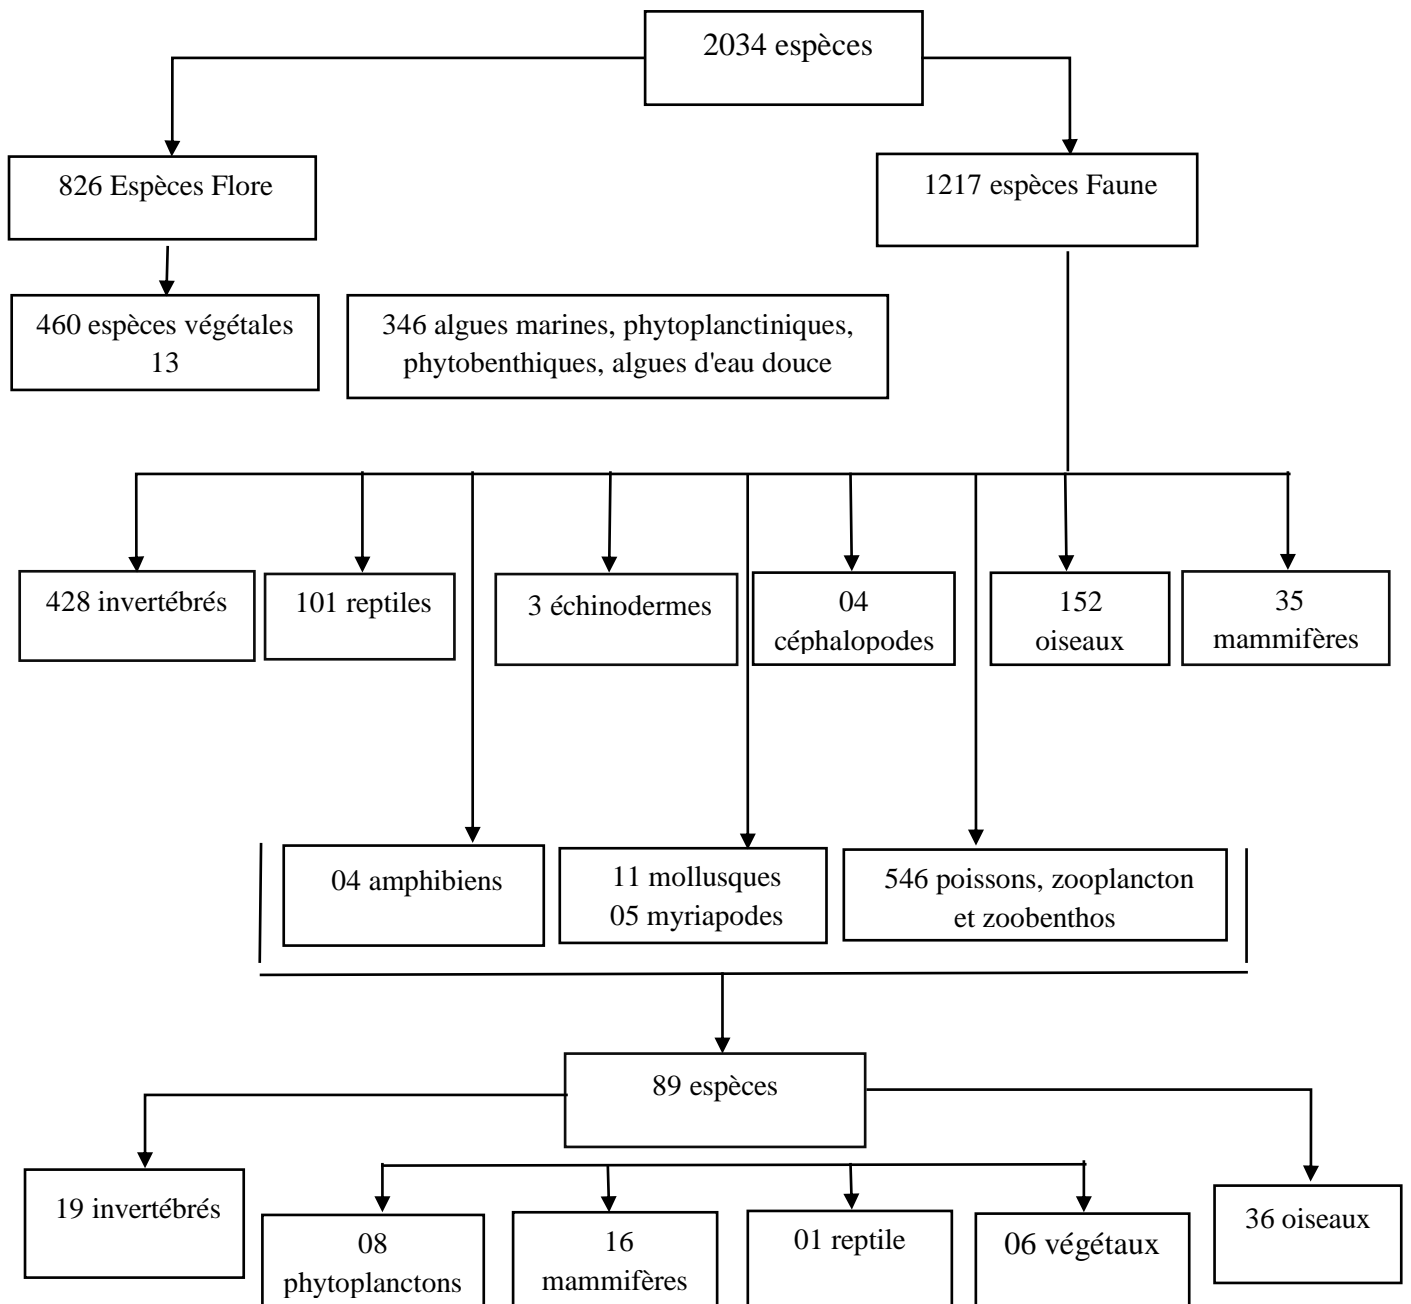 2034 espèces
826 Espèces Flore
1217 espèces Faune
460 espèces végétales
13
346 algues marines, phytoplanctiniques,
phytobenthiques, algues d'eau douce
428 invertébrés
101 reptiles
3 échinodermes
04
céphalopodes
152
oiseaux
35
mammifères
04 amphibiens
11 mollusques
05 myriapodes
546 poissons, zooplancton
et zoobenthos
89 espèces
19 invertébrés
08
phytoplanctons
16
mammifères
01 reptile
06 végétaux
36 oiseaux